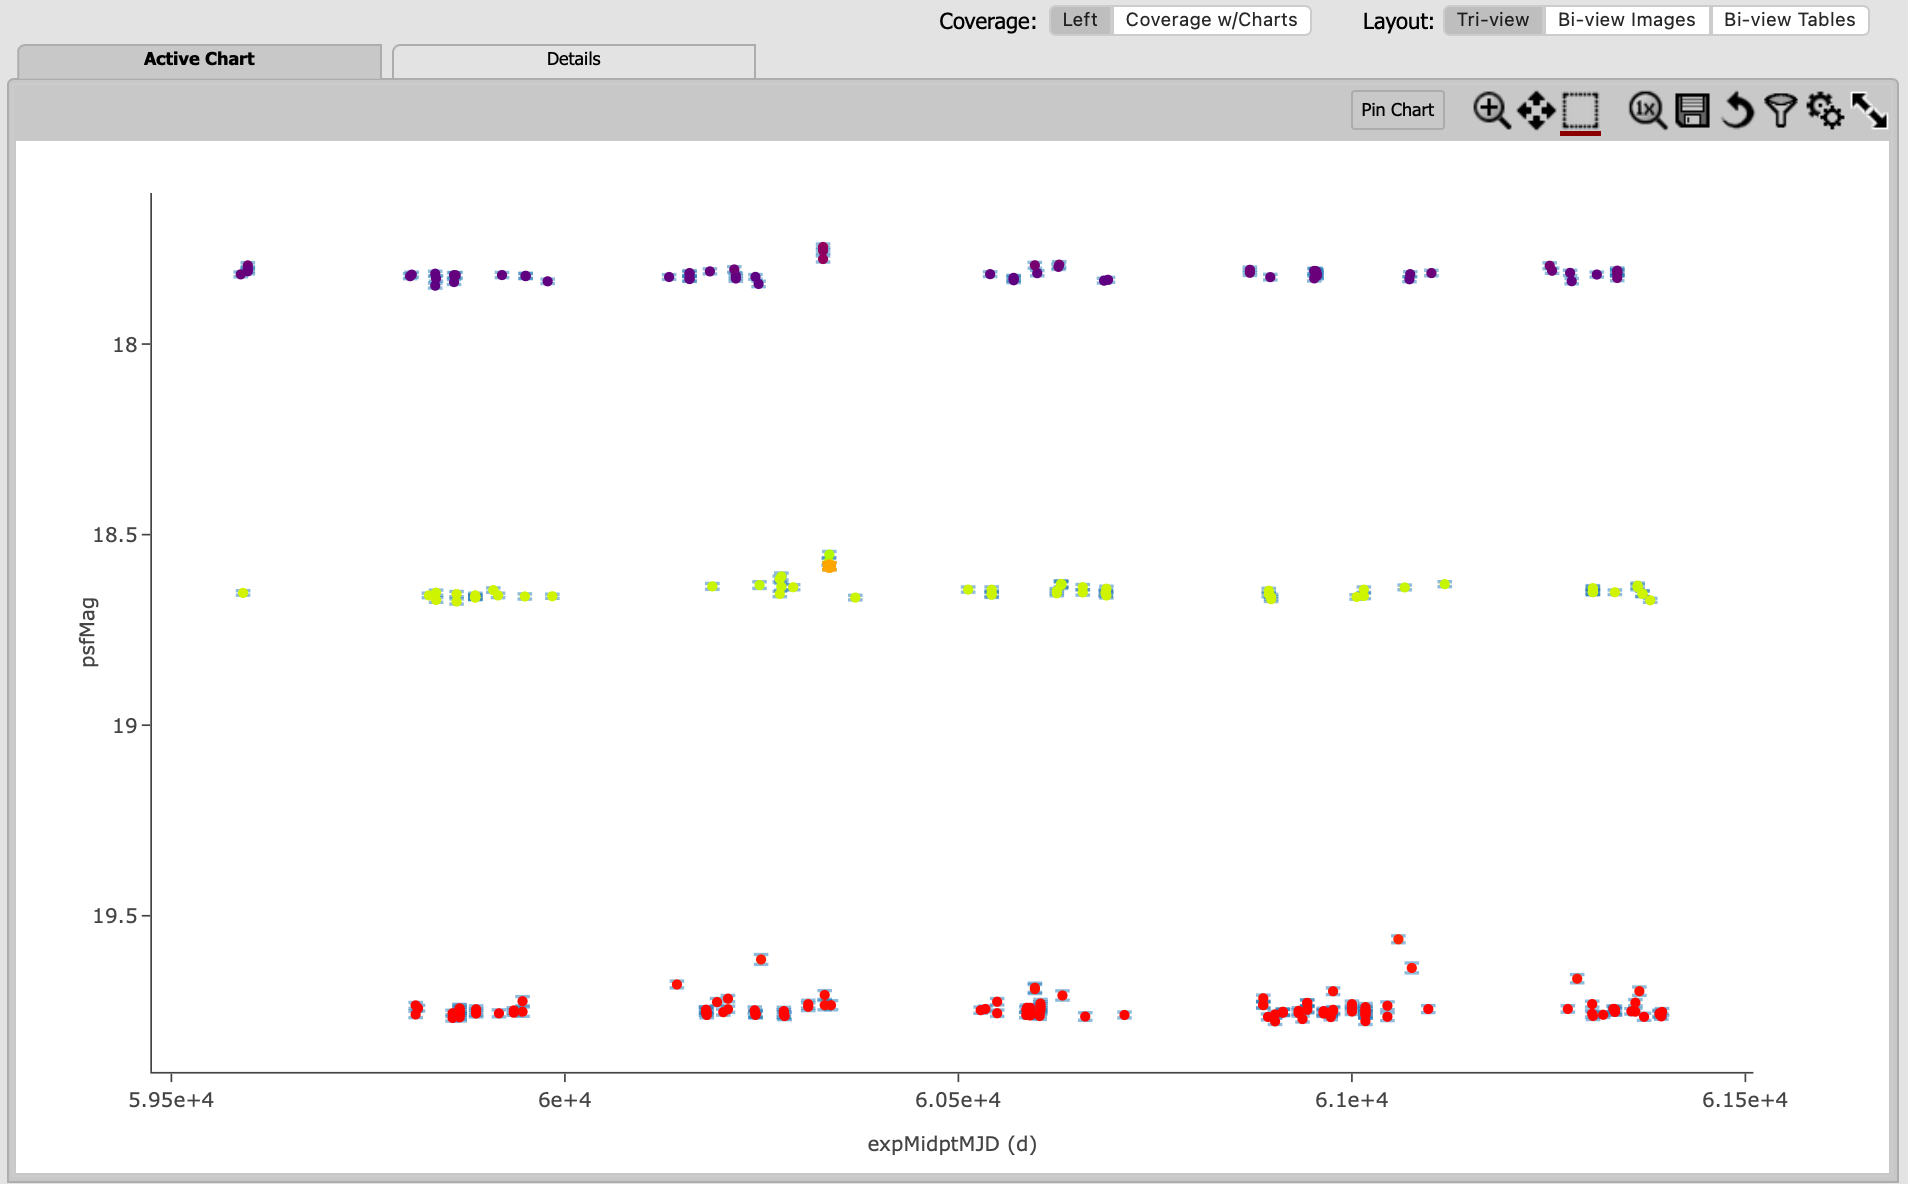 Coverage: Left Coverage w/Charts Layout: Tri-view Bi-view Images Bi-view Tables
Active Chart Details
Pin Chart 1x
18
18.5
19
19.5
psfMag
5.95e+4 6e+4 6.05e+4 6.1e+4 6.15e+4
expMidptMJD (d)